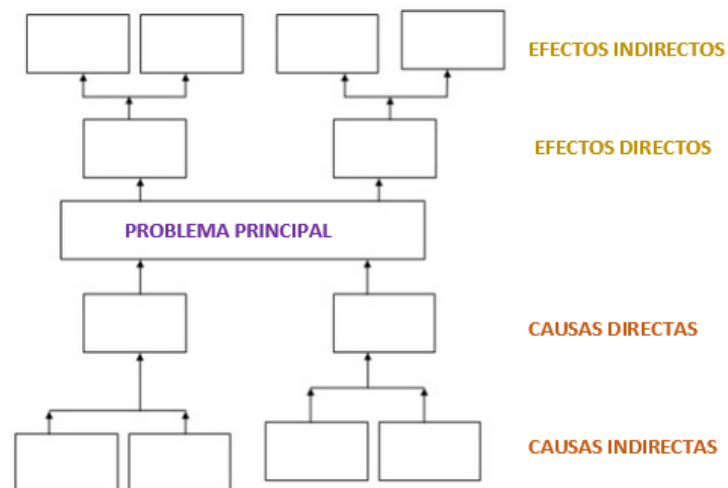 EFECTOS INDIRECTOS
EFECTOS DIRECTOS
PROBLEMA PRINCIPAL
CAUSAS DIRECTAS
CAUSAS INDIRECTAS